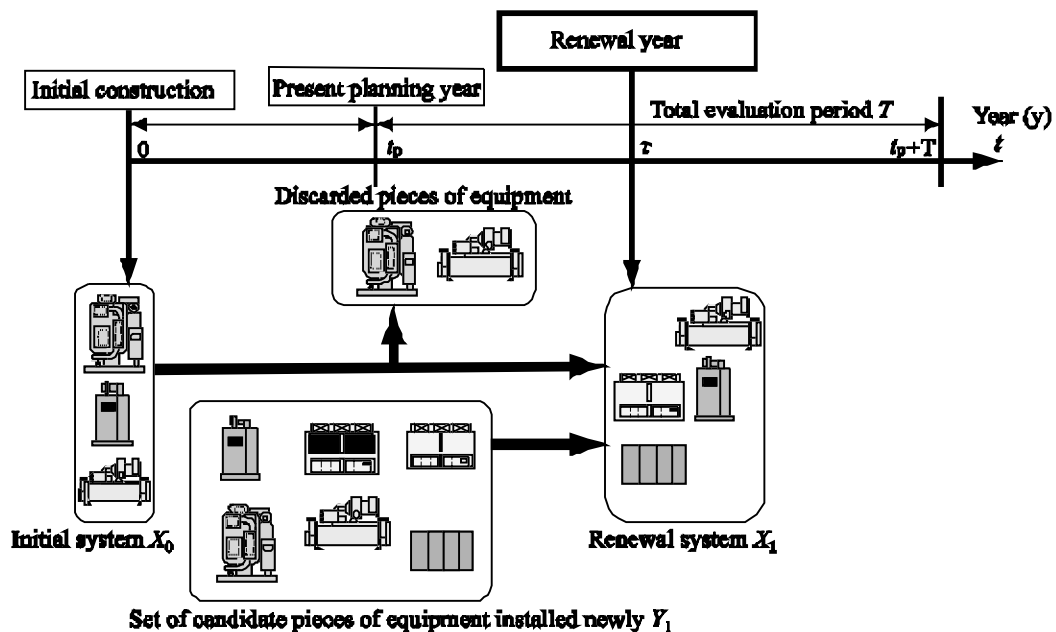 Renewal year
Initial construction
Present planning year
Total evaluation period T
Year (y)
0
tp
τ
tp+T
t
Discarded pieces of equipment
Initial system X0
Renewal system X1
Set of candidate pieces of equipment installed newly Y1